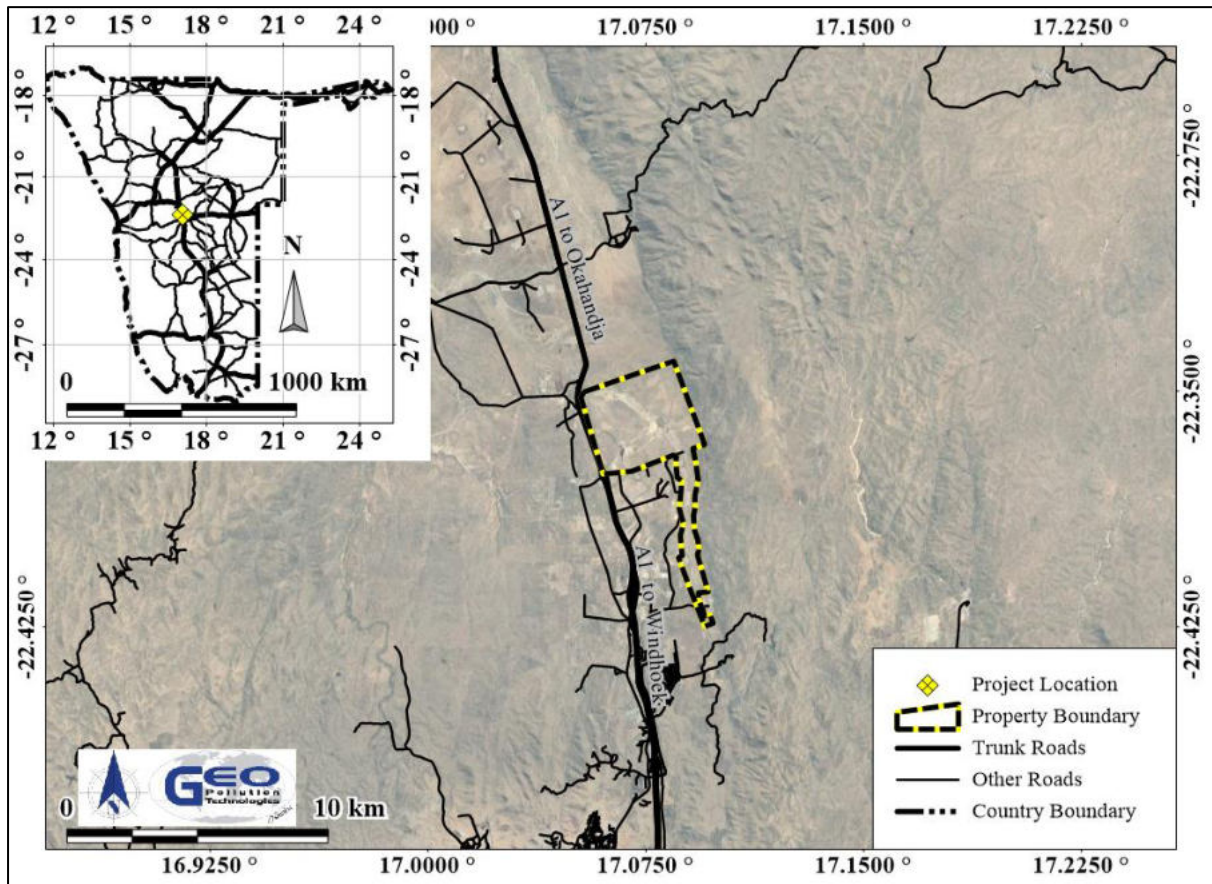 12 ° 15 ° 18 ° 21 ° 24 °
000 ° 17.0750 ° 17.1500 ° 17.2250 °
-18 °
-21 °
-24 °
-27 °
-18 °
-21 °
-24 °
-27 °
N
0 1000 km
12 ° 15 ° 18 ° 21 ° 24 °
-22.2750 °
-22.3500 °
-22.4250 °
-22.4250 °
A1 to Okahandja
A1 to Windhoek
Project Location
Property Boundary
Trunk Roads
Other Roads
Country Boundary
GEO
Pollution
Technologies
0 10 km
16.9250 ° 17.0000 ° 17.0750 ° 17.1500 ° 17.2250 °